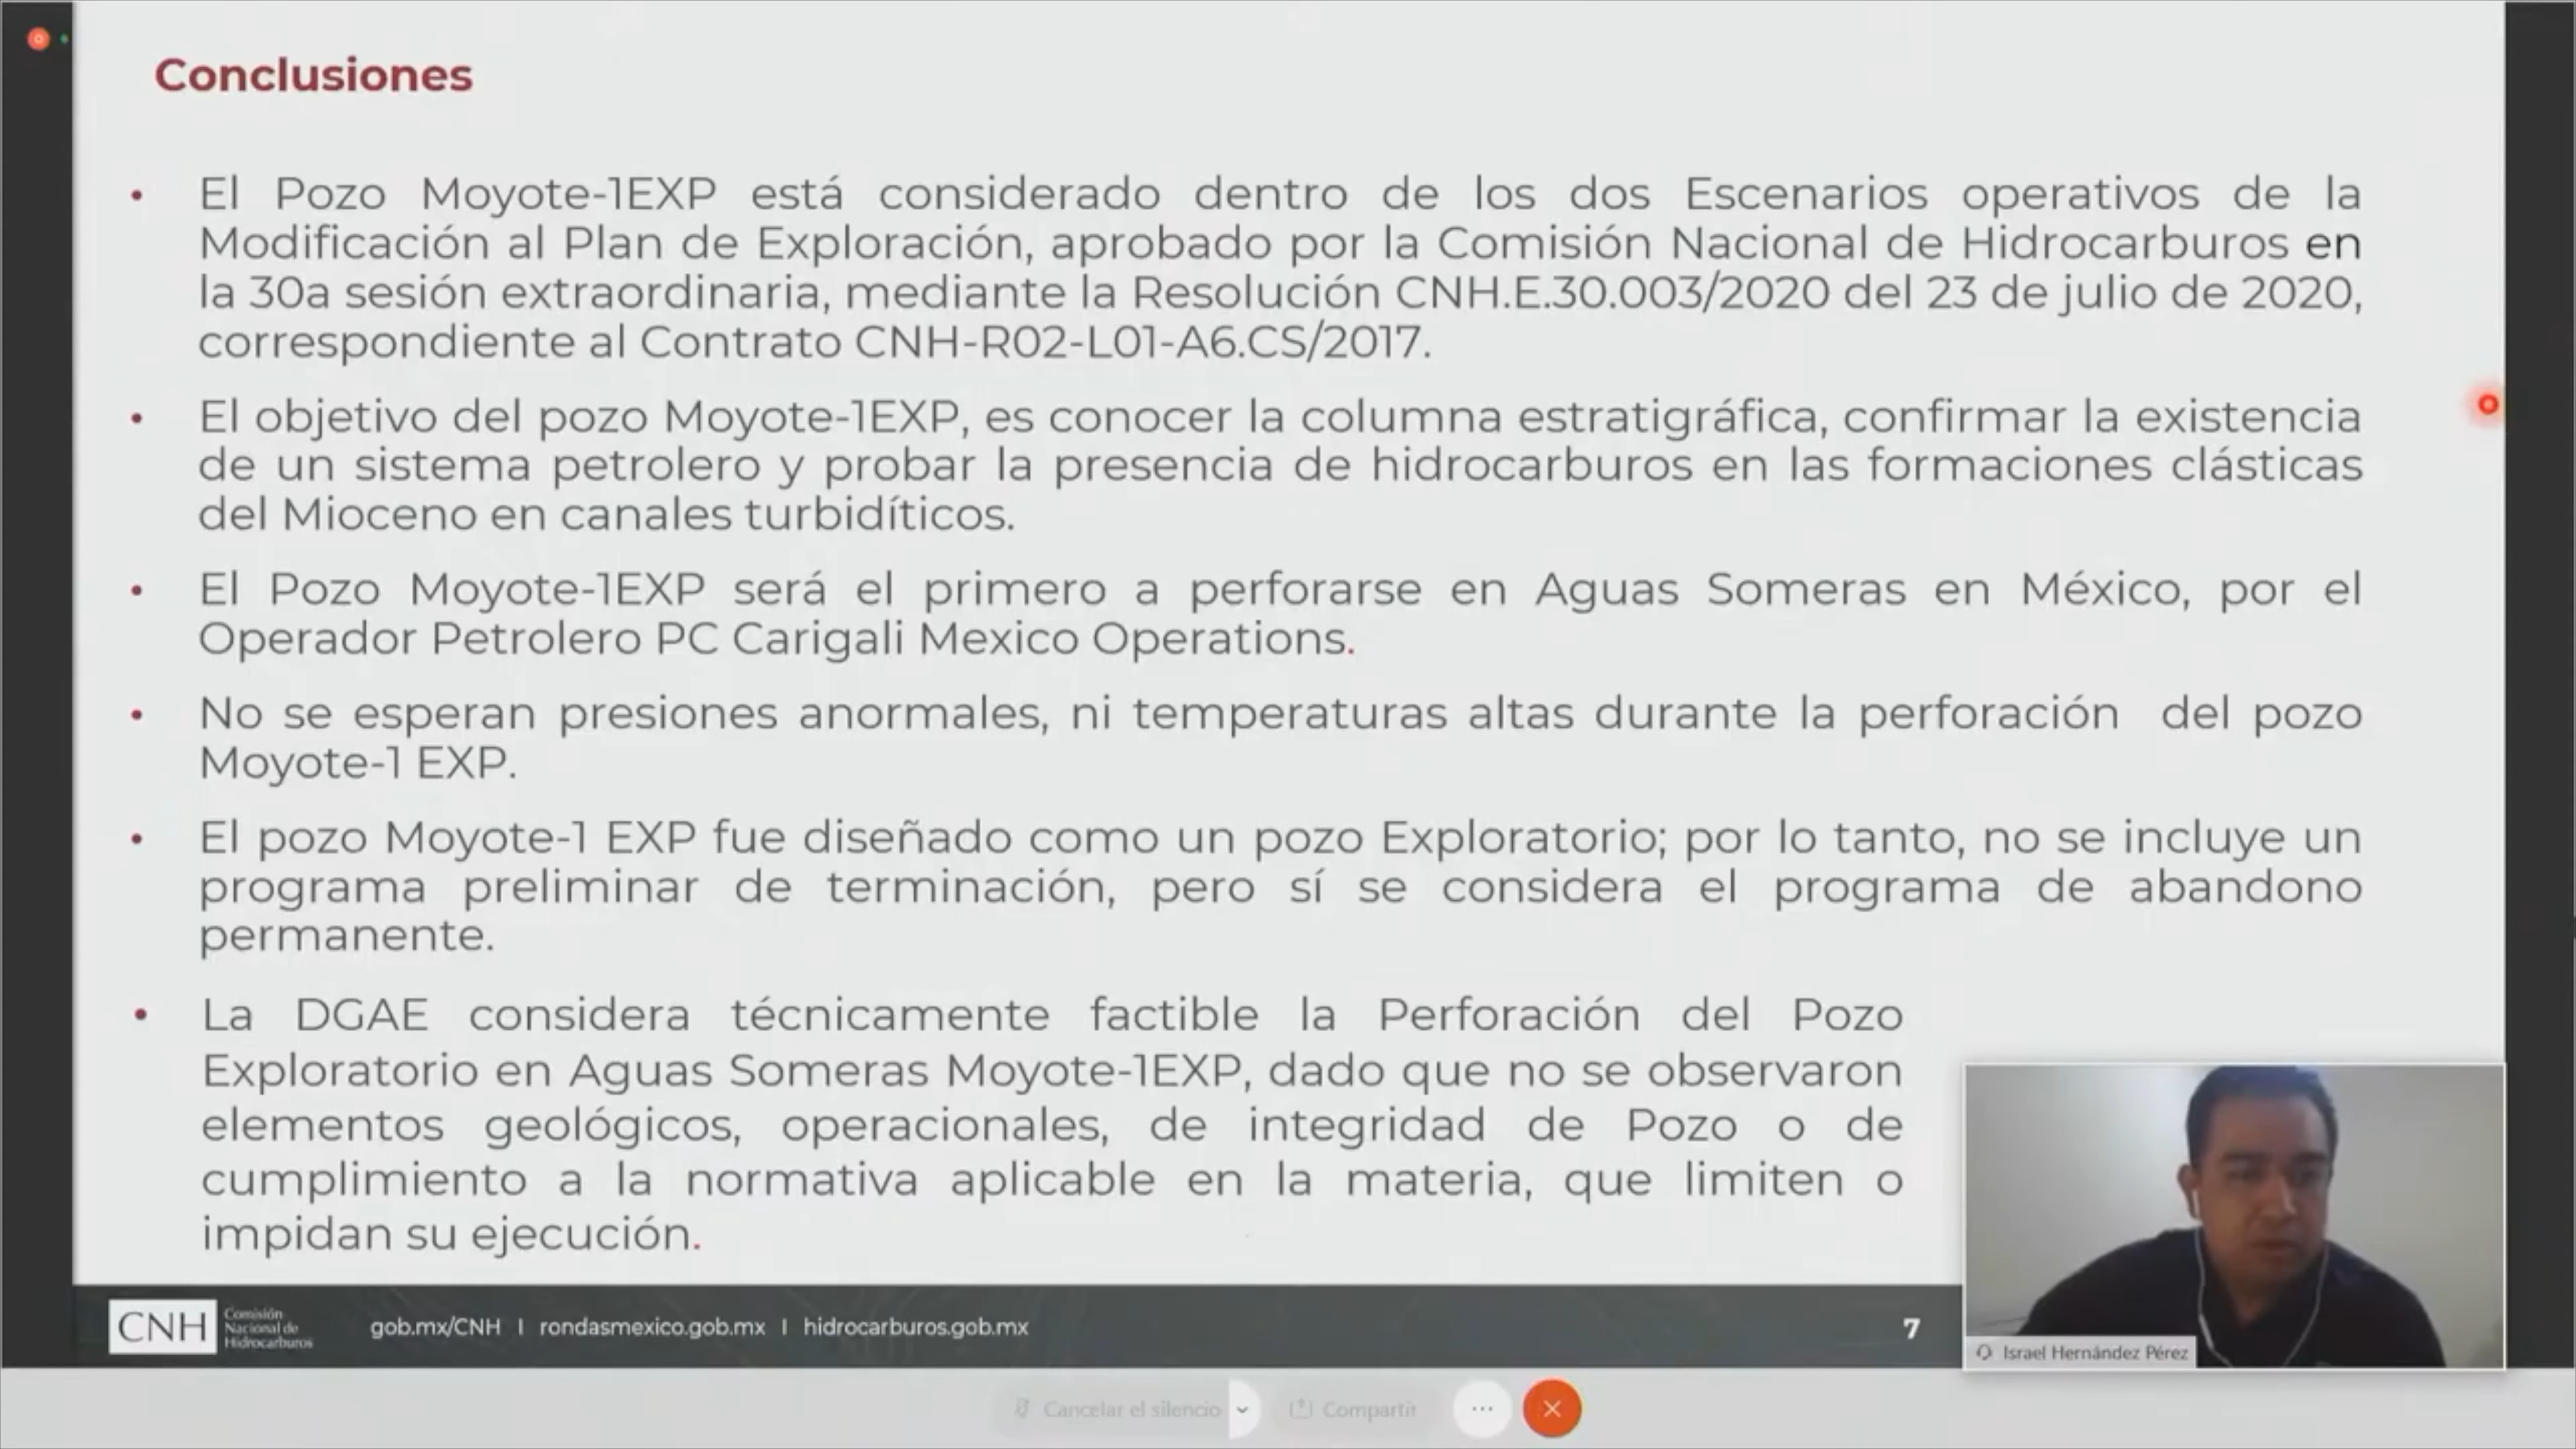 Conclusiones
• El Pozo Moyote-1EXP está considerado dentro de los dos Escenarios operativos de la
Modificación al Plan de Exploración, aprobado por la Comisión Nacional de Hidrocarburos en
la 30a sesión extraordinaria, mediante la Resolución CNH.E.30.003/2020 del 23 de julio de 2020,
correspondiente al Contrato CNH-R02-L01-A6.CS/2017.
• El objetivo del pozo Moyote-1EXP, es conocer la columna estratigráfica, confirmar la existencia
de un sistema petrolero y probar la presencia de hidrocarburos en las formaciones clásticas
del Mioceno en canales turbidíticos.
• El Pozo Moyote-1EXP será el primero a perforarse en Aguas Someras en México, por el
Operador Petrolero PC Carigali Mexico Operations.
• No se esperan presiones anormales, ni temperaturas altas durante la perforación del pozo
Moyote-1 EXP.
• El pozo Moyote-1 EXP fue diseñado como un pozo Exploratorio; por lo tanto, no se incluye un
programa preliminar de terminación, pero sí se considera el programa de abandono
permanente.
• La DGAE considera técnicamente factible la Perforación del Pozo
Exploratorio en Aguas Someras Moyote-1EXP, dado que no se observaron
elementos geológicos, operacionales, de integridad de Pozo o de
cumplimiento a la normativa aplicable en la materia, que limiten o
impidan su ejecución.
CNH
Comisión
Nacional de
Hidrocarburos
gob.mx/CNH | rondasmexico.gob.mx | hidrocarburos.gob.mx
7
Israel Hernández Pérez
Cancelar el silencio
Compartir